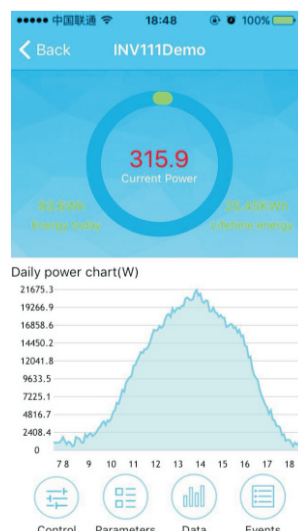 中国联通 18:48 100%
Back INV111Demo
315.9
Current Power
Energy today Lifetime energy
Daily power chart(W)
21675.3
19266.9
16858.6
14450.2
12041.8
9633.5
7225.1
4816.7
2408.4
0
7 8 9 10 11 12 13 14 15 16 17 18
Control Parameters Data Events